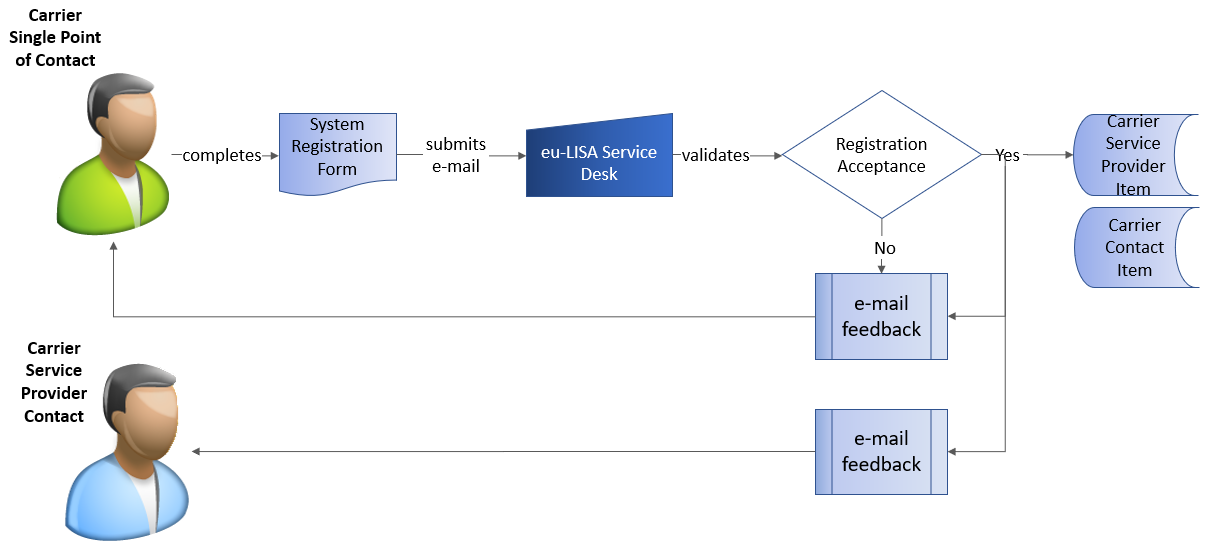 Carrier
Single Point
of Contact
completes
System
Registration
Form
submits
e-mail
eu-LISA Service
Desk
validates
Registration
Acceptance
Yes
Carrier
Service
Provider
Item
Carrier
Contact
Item
No
e-mail
feedback
Carrier
Service
Provider
Contact
e-mail
feedback